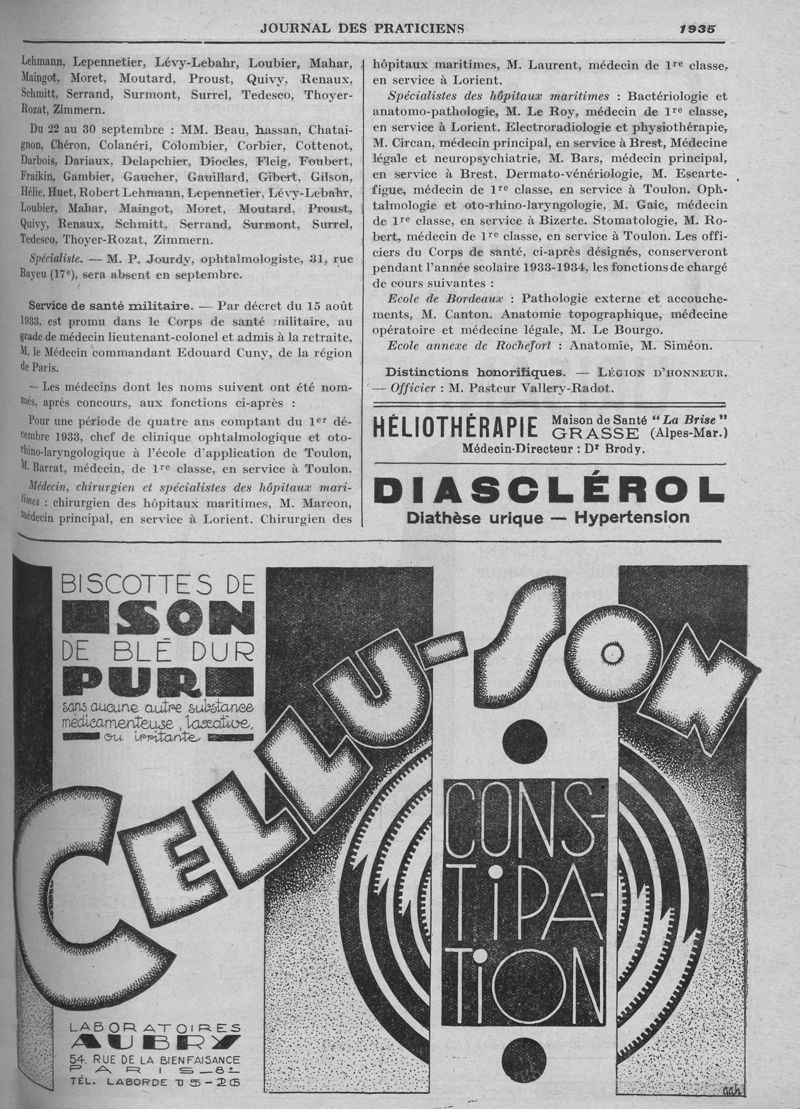 JOURNAL DES PRATICIENS 1935
Lehmann, Lepennetier, Lévy-Lebahr, Loubier, Mahar,
Maingot, Moret, Moutard, Proust, Quivy, Renaux,
Schmitt, Serrand, Surmont, Surrel, Tedesco, Thoyer-
Rozat, Zimmern.
Du 22 au 30 septembre : MM. Beau, hassan, Chatai-
gnon, Chéron, Colanéri, Colombier, Corbier, Cottenot,
Darbois, Dariaux, Delapchier, Diocles, Fleig, Foubert,
Fraikin, Gambier, Gaucher, Gauillard, Gibert, Gilson,
Hélie, Huet, Robert Lehmann, Lepennetier, Lévy-Lebahr,
Loubier, Mahar, Maingot, Moret, Moutard, Proust,
Quivy, Renaux, Schmitt, Serrand, Surmont, Surrel,
Tedesco, Thoyer-Rozat, Zimmern.
Spécialiste. — M. P. Jourdy, ophtalmologiste, 31, rue
Bayeu (17e), sera absent en septembre.
Service de santé militaire. — Par décret du 15 août
1933, est promu dans le Corps de santé militaire, au
grade de médecin lieutenant-colonel et admis à la retraite,
M. le Médecin commandant Edouard Cuny, de la région
de Paris.
— Les médecins dont les noms suivent ont été nom-
més, après concours, aux fonctions ci-après :
Pour une période de quatre ans comptant du 1er dé-
cembre 1933, chef de clinique ophtalmologique et oto-
rhino-laryngologique à l'école d'application de Toulon,
M. Barrat, médecin, de 1re classe, en service à Toulon.
Médecin, chirurgien et spécialistes des hôpitaux mari-
times : chirurgien des hôpitaux maritimes, M. Marcon,
médecin principal, en service à Lorient. Chirurgien des
hôpitaux maritimes, M. Laurent, médecin de 1re classe,
en service à Lorient.
Spécialistes des hôpitaux maritimes : Bactériologie et
anatomo-pathologie, M. Le Roy, médecin de 1re classe,
en service à Lorient. Electroradiologie et physiothérapie,
M. Circan, médecin principal, en service à Brest, Médecine
légale et neuropsychiatrie, M. Bars, médecin principal,
en service à Brest. Dermato-vénériologie, M. Escarte-
figue, médecin de 1re classe, en service à Toulon. Oph-
talmologie et oto-rhino-laryngologie, M. Gaic, médecin
de 1re classe, en service à Bizerte. Stomatologie, M. Ro-
bert, médecin de 1re classe, en service à Toulon. Les offi-
ciers du Corps de santé, ci-après désignés, conserveront
pendant l'année scolaire 1933-1934, les fonctions de chargé
de cours suivantes :
Ecole de Bordeaux : Pathologie externe et accouche-
ments, M. Canton. Anatomie topographique, médecine
opératoire et médecine légale, M. Le Bourgo.
Ecole annexe de Rochefort : Anatomie, M. Siméon.
Distinctions honorifiques. — LÉGION D'HONNEUR.
— Officier : M. Pasteur Vallery-Radot.
HÉLIOTHÉRAPIE Maison de Santé "La Brise"
GRASSE (Alpes-Mar.)
Médecin-Directeur : Dr Brody.
DIASCLÉROL
Diathèse urique — Hypertension
BISCOTTES DE
SON
DE BLÉ DUR
PUR
sans aucune autre substance
médicamenteuse, laxative,
ou irritante
CELLU-SON
CONS-
TIPA-
TION
LABORATOIRES
AUBRY
54, RUE DE LA BIENFAISANCE
PARIS_8e
TÉL. LABORDE 15-26